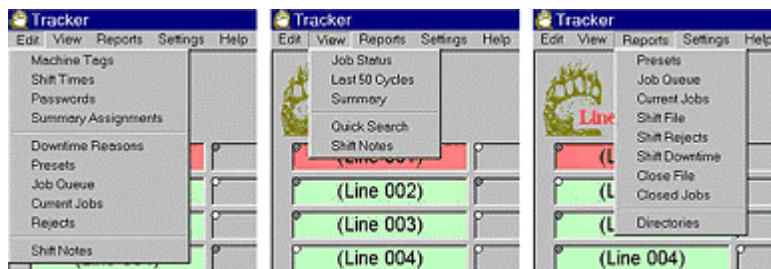 Tracker
Edit View Reports Settings Help
Machine Tags
Shift Times
Passwords
Summary Assignments
Downtime Reasons
Presets
Job Queue
Current Jobs
Rejects
Shift Notes
Tracker
Edit View Reports Settings Help
Job Status
Last 50 Cycles
Summary
Quick Search
Shift Notes
(Line 001)
(Line 002)
(Line 003)
(Line 004)
Tracker
Edit View Reports Settings Help
Line
Presets
Job Queue
Current Jobs
Shift File
Shift Rejects
Shift Downtime
Close File
Closed Jobs
Directories
(Line 004)